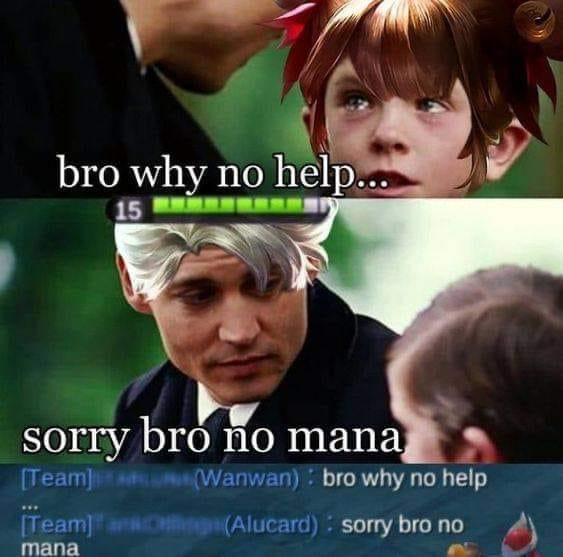 bro why no help...
15
sorry bro no mana
[Team] (Wanwan) : bro why no help
...
[Team] (Alucard) : sorry bro no
mana